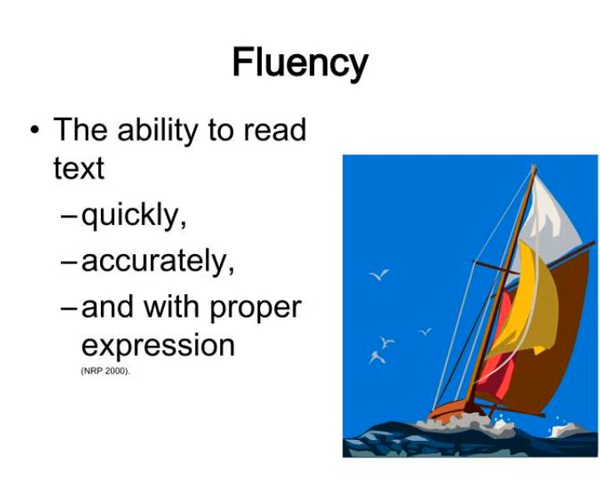 Fluency
• The ability to read
text
–quickly,
–accurately,
–and with proper
expression
(NRP 2000).